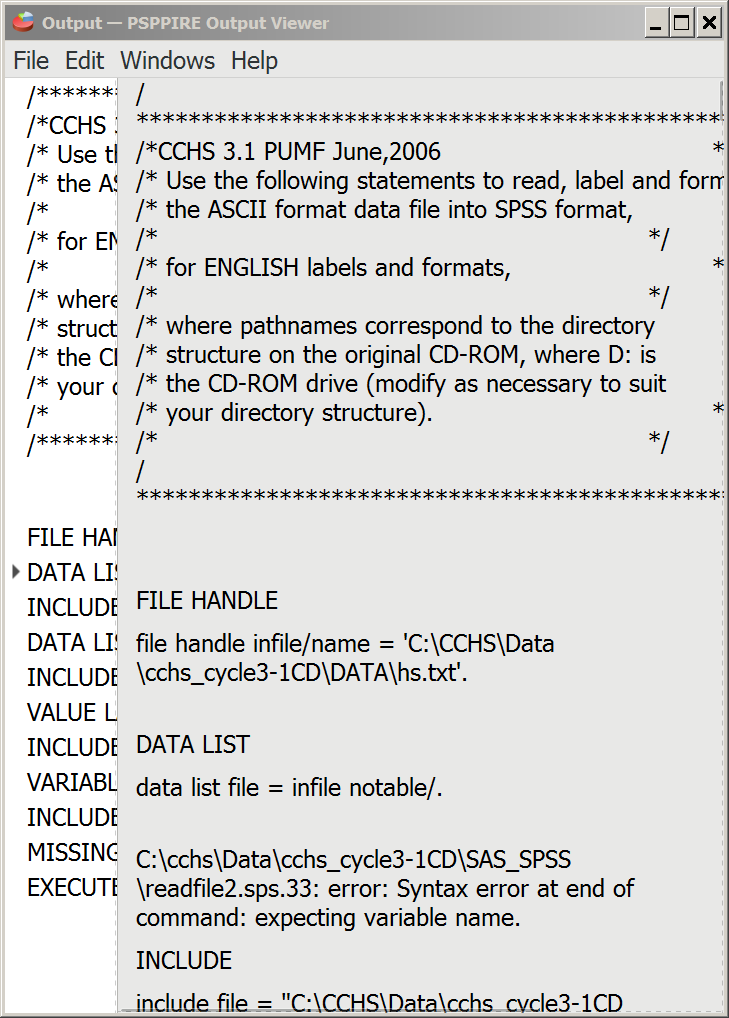 Output — PSPPIRE Output Viewer
File Edit Windows Help
/*******
/*CCHS 3
/* Use th
/* the AS
/*
/* for EN
/*
/* where
/* struct
/* the CD
/* your d
/*
/*******
FILE HAN
DATA LIS
INCLUDE
DATA LIS
INCLUDE
VALUE LA
INCLUDE
VARIABL
INCLUDE
MISSING
EXECUTE
/
**********************************************
/*CCHS 3.1 PUMF June,2006 *
/* Use the following statements to read, label and form
/* the ASCII format data file into SPSS format,
/* */
/* for ENGLISH labels and formats, *
/* */
/* where pathnames correspond to the directory
/* structure on the original CD-ROM, where D: is
/* the CD-ROM drive (modify as necessary to suit
/* your directory structure). *
/* */
/
**********************************************
FILE HANDLE
file handle infile/name = 'C:\CCHS\Data
\cchs_cycle3-1CD\DATA\hs.txt'.
DATA LIST
data list file = infile notable/.
C:\cchs\Data\cchs_cycle3-1CD\SAS_SPSS
\readfile2.sps.33: error: Syntax error at end of
command: expecting variable name.
INCLUDE
include file = "C:\CCHS\Data\cchs_cycle3-1CD